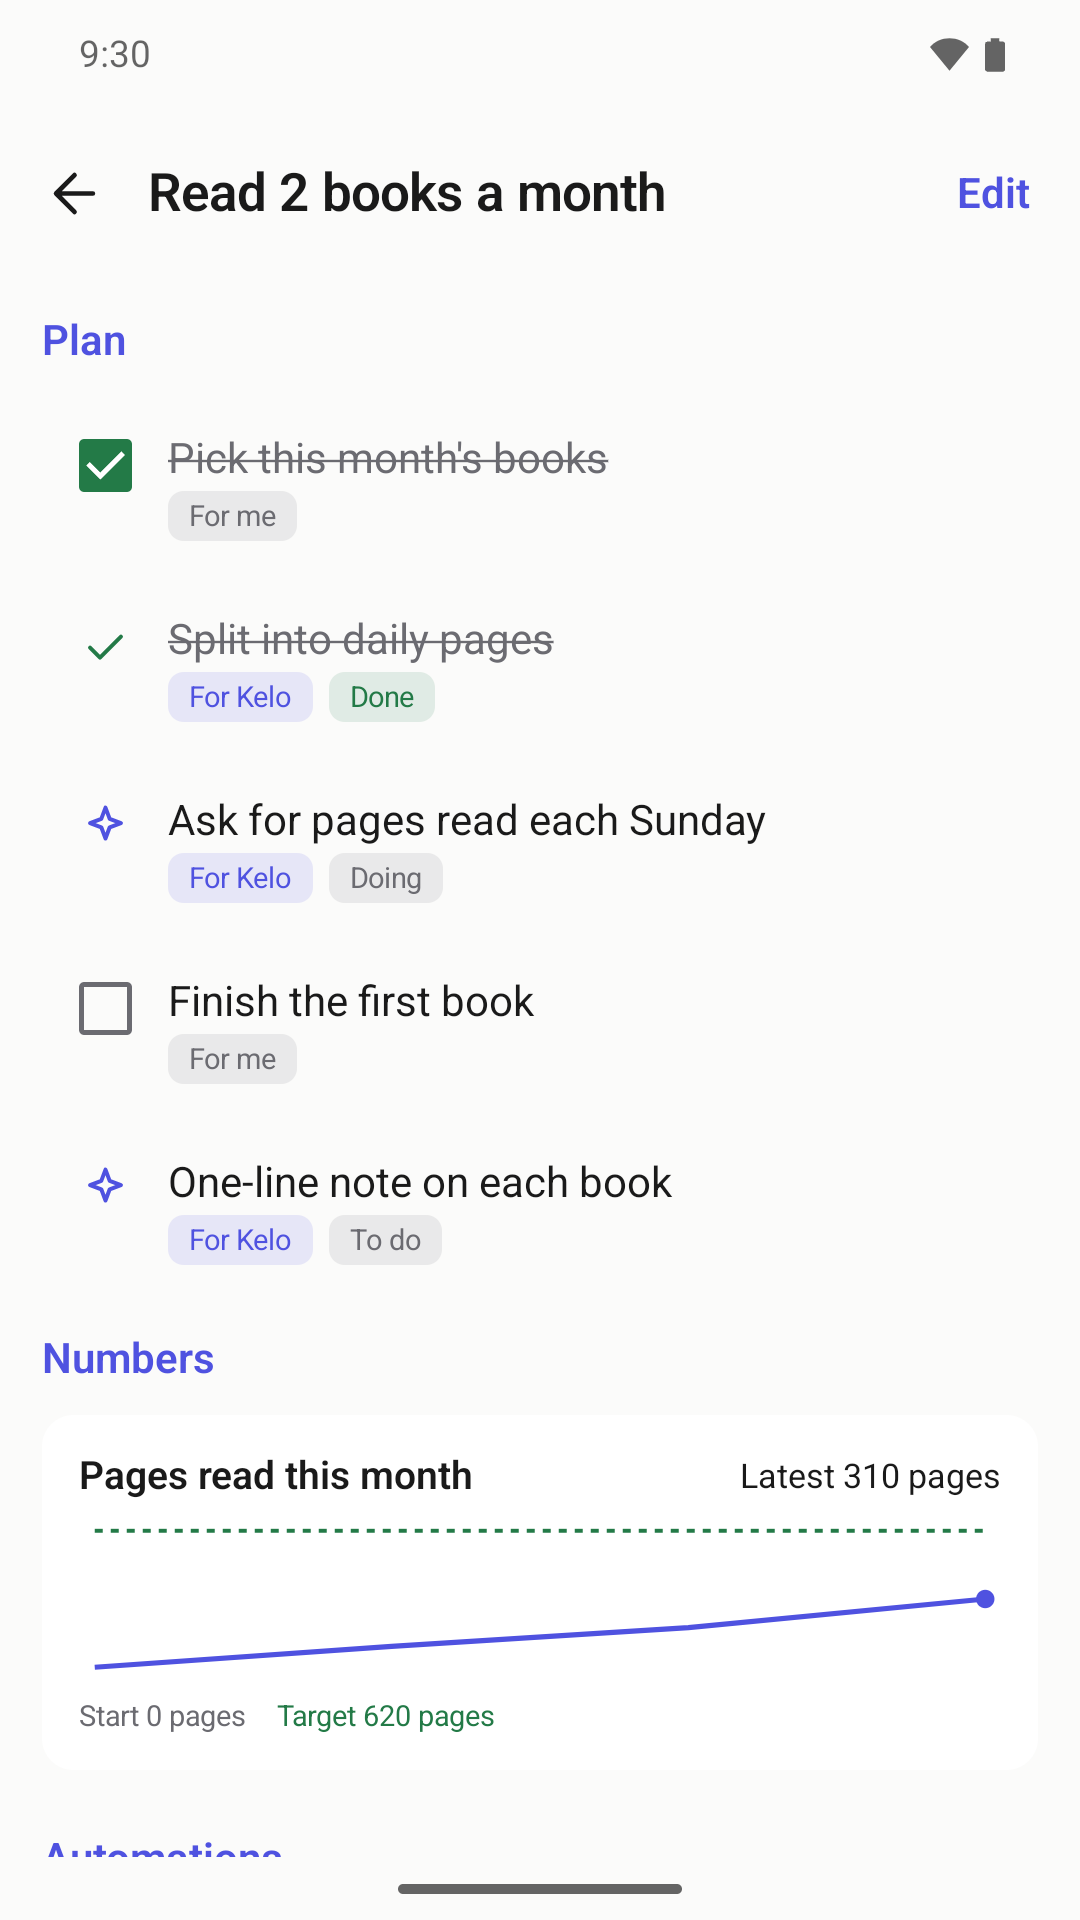 9:30
Read 2 books a month
Edit
Plan
Pick this month's books
For me
Split into daily pages
For Kelo Done
Ask for pages read each Sunday
For Kelo Doing
Finish the first book
For me
One-line note on each book
For Kelo To do
Numbers
Pages read this month
Latest 310 pages
Start 0 pages Target 620 pages
Automations